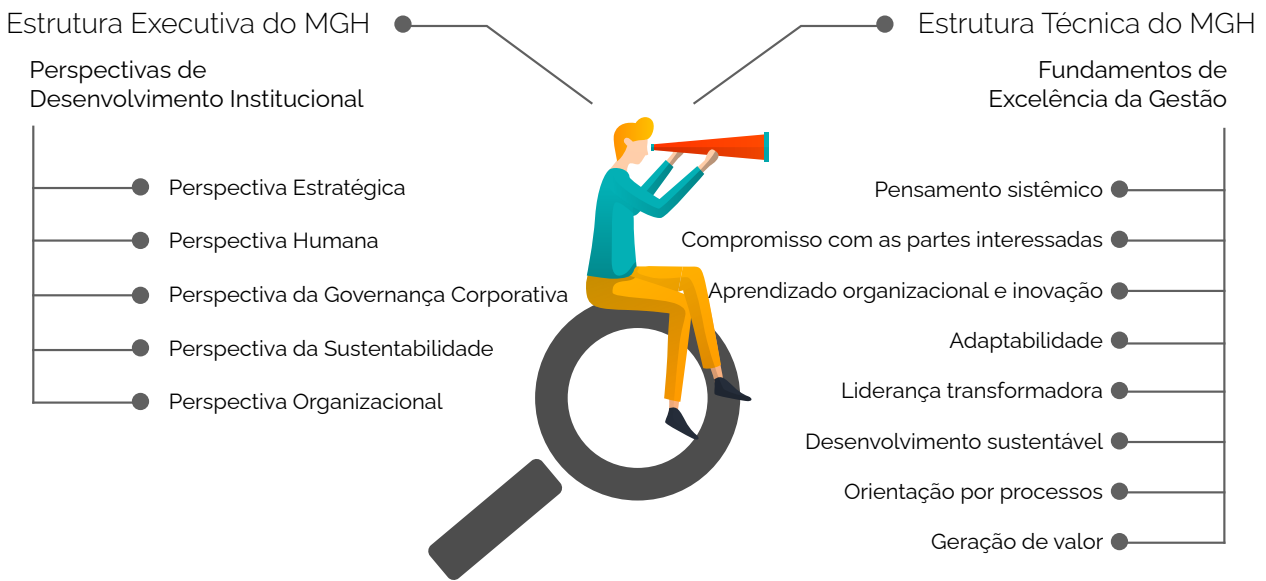 Estrutura Executiva do MGH
Perspectivas de
Desenvolvimento Institucional
Perspectiva Estratégica
Perspectiva Humana
Perspectiva da Governança Corporativa
Perspectiva da Sustentabilidade
Perspectiva Organizacional
Estrutura Técnica do MGH
Fundamentos de
Excelência da Gestão
Pensamento sistêmico
Compromisso com as partes interessadas
Aprendizado organizacional e inovação
Adaptabilidade
Liderança transformadora
Desenvolvimento sustentável
Orientação por processos
Geração de valor